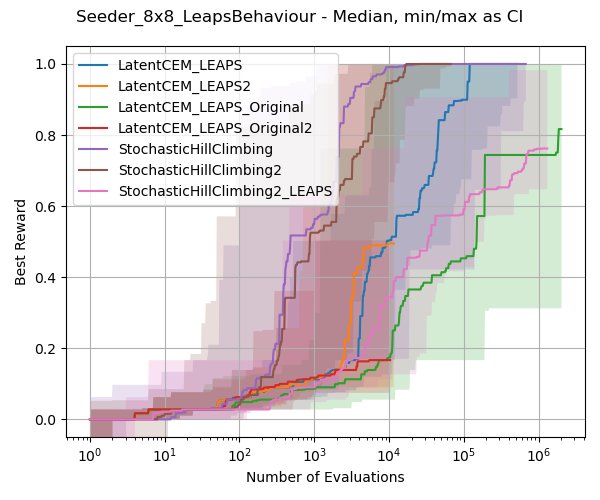 Seeder_8x8_LeapsBehaviour - Median, min/max as CI
LatentCEM_LEAPS
LatentCEM_LEAPS2
LatentCEM_LEAPS_Original
LatentCEM_LEAPS_Original2
StochasticHillClimbing
StochasticHillClimbing2
StochasticHillClimbing2_LEAPS
Best Reward
1.0
0.8
0.6
0.4
0.2
0.0
10⁰ 10¹ 10² 10³ 10⁴ 10⁵ 10⁶
Number of Evaluations